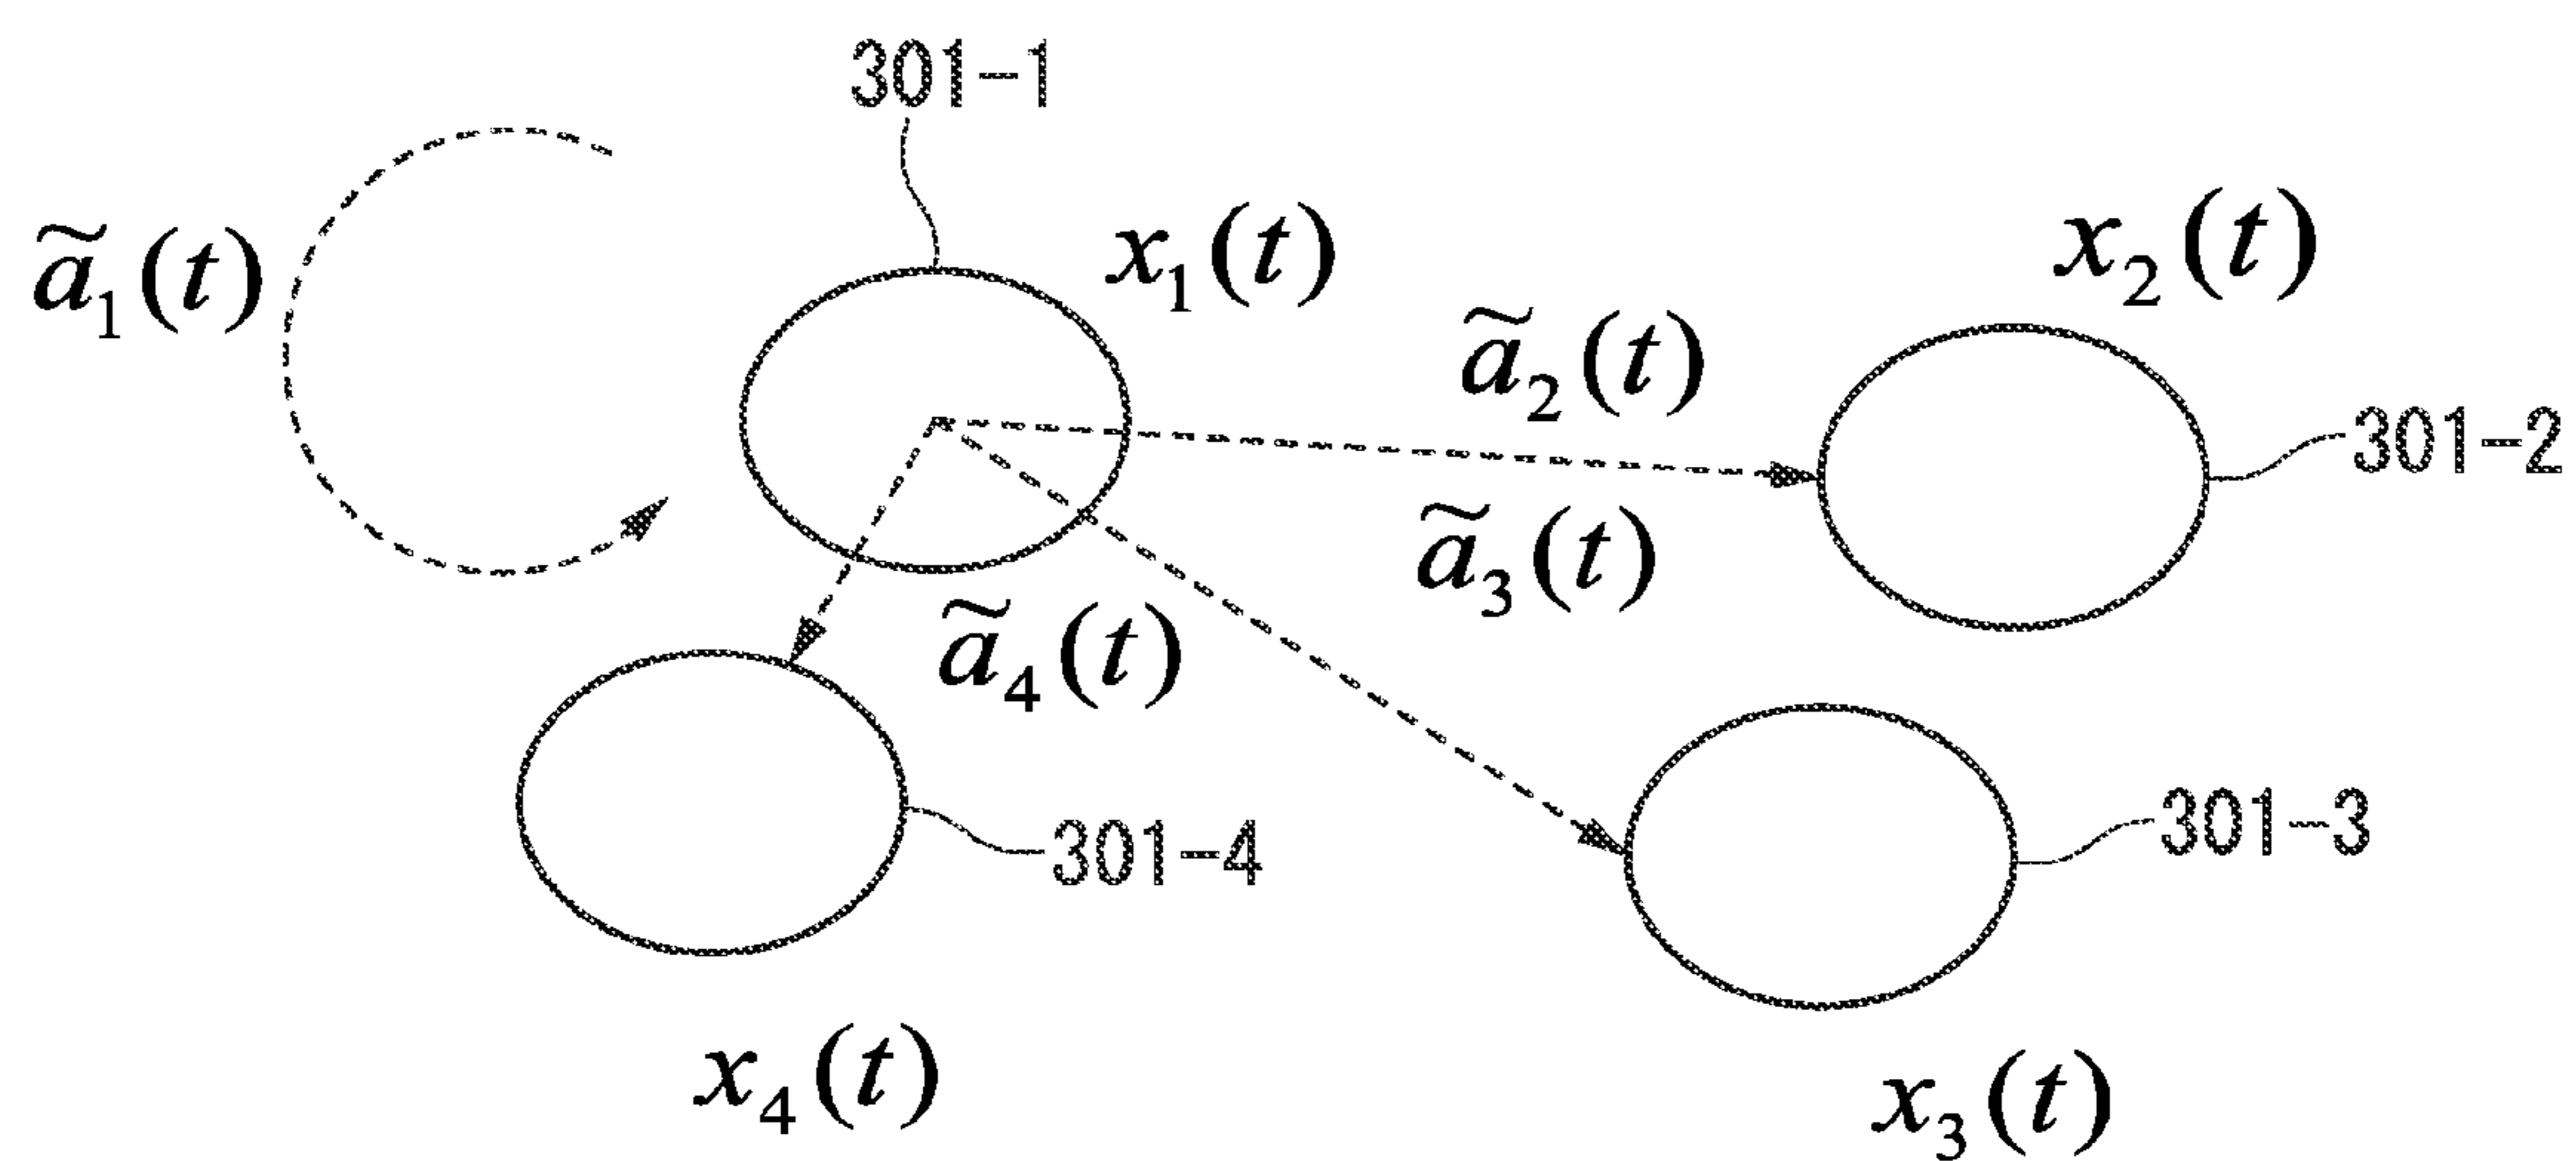 301-1
ã₁(t)
x₁(t)
x₂(t)
ã₂(t)
301-2
ã₃(t)
ã₄(t)
301-4
301-3
x₄(t)
x₃(t)